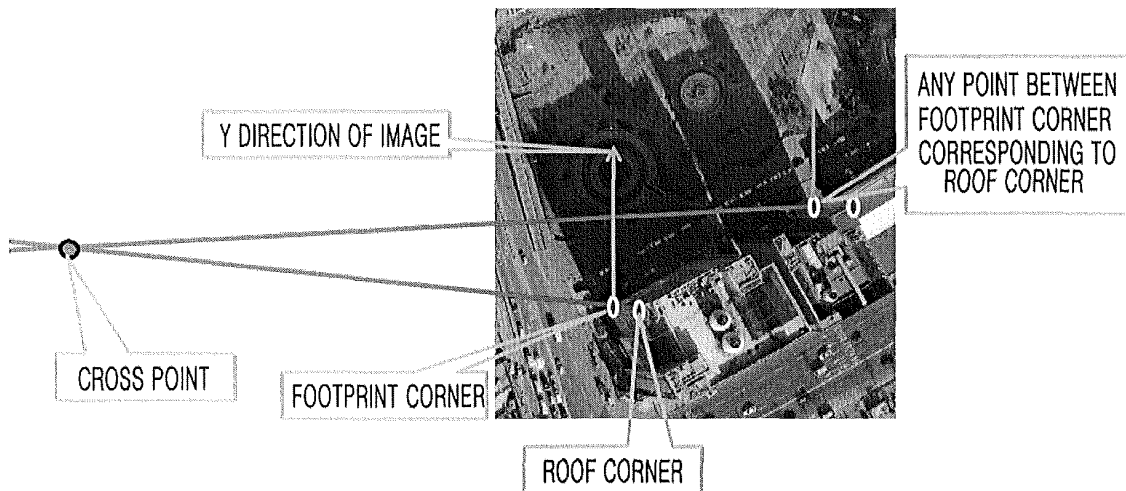 Y DIRECTION OF IMAGE
ANY POINT BETWEEN
FOOTPRINT CORNER
CORRESPONDING TO
ROOF CORNER
CROSS POINT
FOOTPRINT CORNER
ROOF CORNER